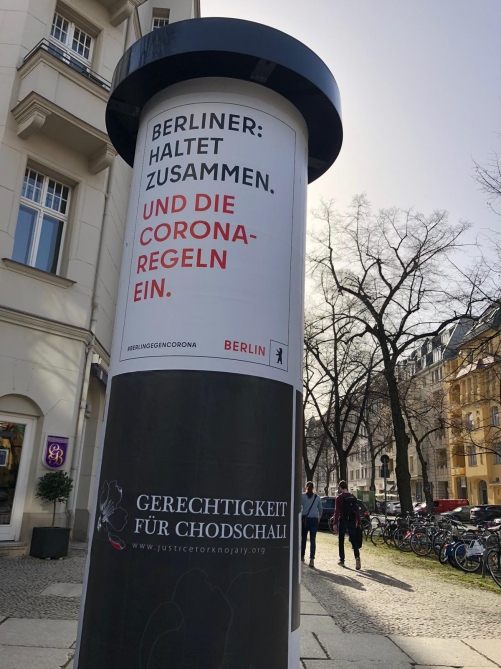 BERLINER:
HALTET
ZUSAMMEN.
UND DIE
CORONA-
REGELN
EIN.
#BERLINGEGENCORONA
BERLIN
GERECHTIGKEIT
FÜR CHODSCHALI
www.justiceforkhojaly.org